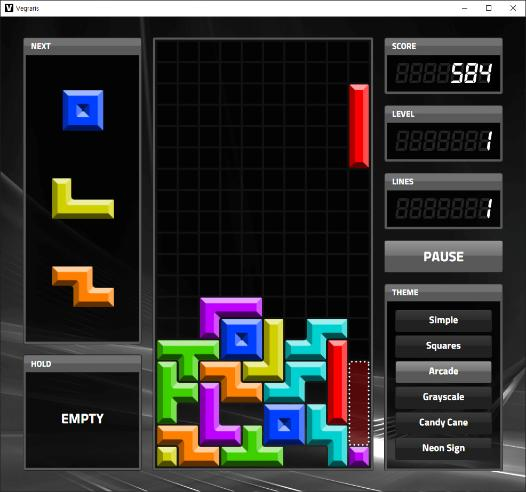 Vegraris
NEXT
HOLD
EMPTY
SCORE
584
LEVEL
1
LINES
1
PAUSE
THEME
Simple
Squares
Arcade
Grayscale
Candy Cane
Neon Sign